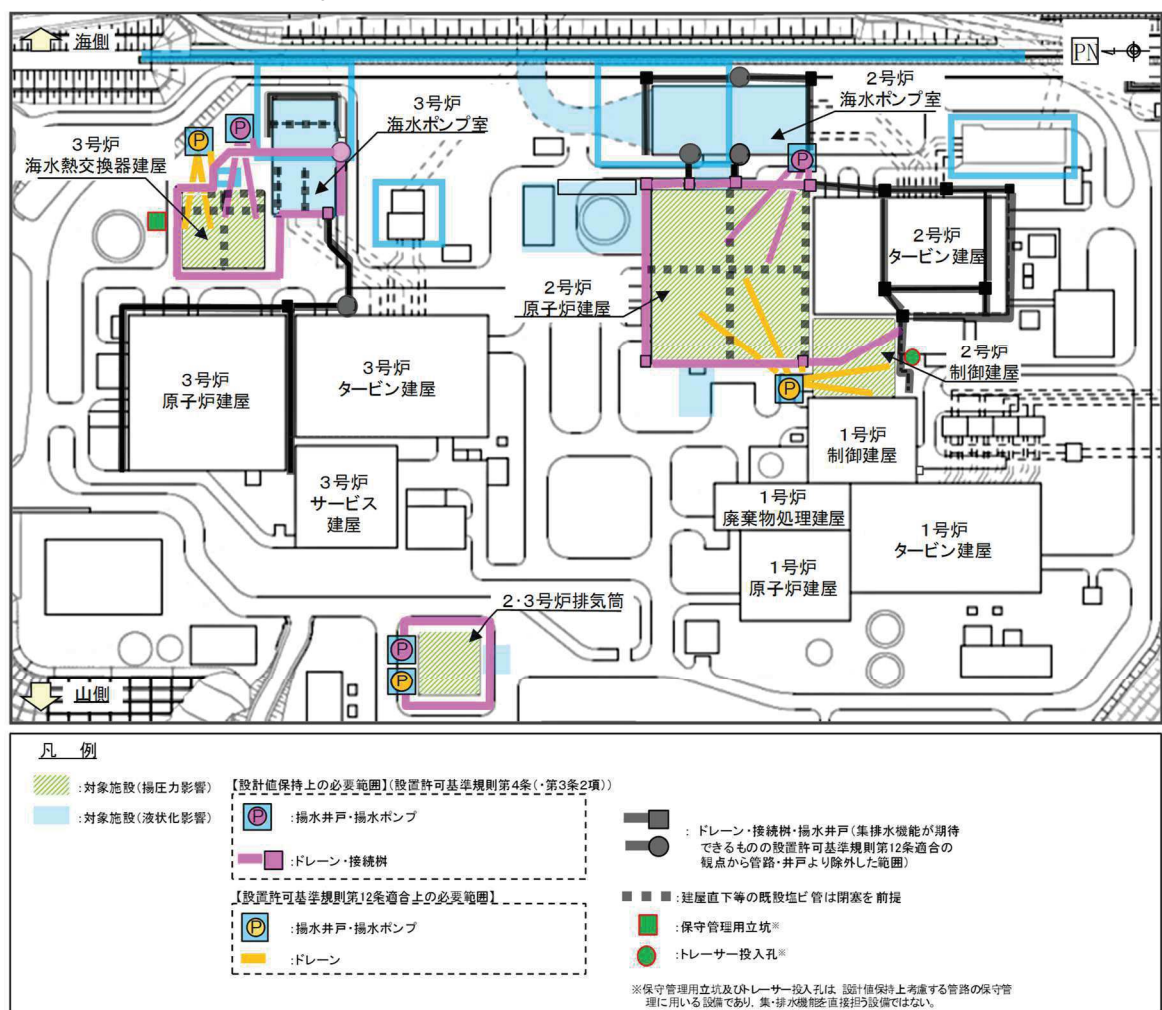 海側
PN
3号炉
海水熱交換器建屋
P
P
3号炉
海水ポンプ室
2号炉
海水ポンプ室
P
2号炉
原子炉建屋
2号炉
タービン建屋
2号炉
制御建屋
P
3号炉
原子炉建屋
3号炉
タービン建屋
3号炉
サービス
建屋
1号炉
制御建屋
1号炉
廃棄物処理建屋
1号炉
原子炉建屋
1号炉
タービン建屋
2・3号炉排気筒
P
P
山側
凡 例
:対象施設(揚圧力影響)
:対象施設(液状化影響)
【設計値保持上の必要範囲】(設置許可基準規則第4条(・第3条2項))
P :揚水井戸・揚水ポンプ
:ドレーン・接続桝
【設置許可基準規則第12条適合上の必要範囲】
P :揚水井戸・揚水ポンプ
:ドレーン
: ドレーン・接続桝・揚水井戸(集排水機能が期待
できるものの設置許可基準規則第12条適合の
観点から管路・井戸より除外した範囲)
:建屋直下等の既設塩ビ管は閉塞を前提
:保守管理用立坑※
:トレーサー投入孔※
※保守管理用立坑及びトレーサー投入孔は、設計値保持上考慮する管路の保守管
理に用いる設備であり、集・排水機能を直接担う設備ではない。